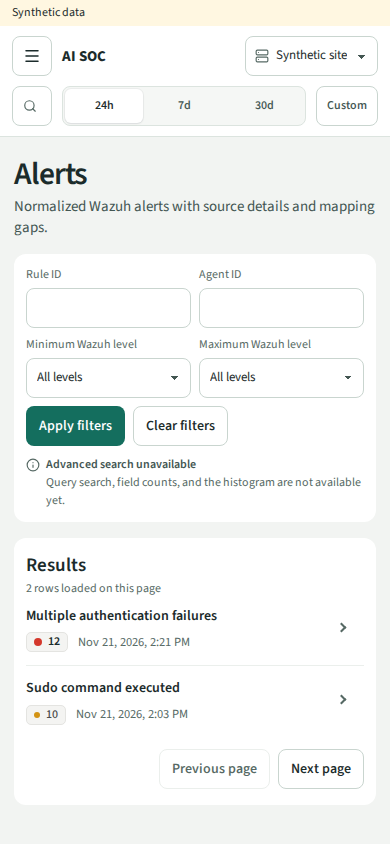 Synthetic data
AI SOC
Synthetic site
24h
7d
30d
Custom
Alerts
Normalized Wazuh alerts with source details and mapping
gaps.
Rule ID
Agent ID
Minimum Wazuh level
Maximum Wazuh level
All levels
All levels
Apply filters
Clear filters
Advanced search unavailable
Query search, field counts, and the histogram are not available
yet.
Results
2 rows loaded on this page
Multiple authentication failures
12 Nov 21, 2026, 2:21 PM
Sudo command executed
10 Nov 21, 2026, 2:03 PM
Previous page
Next page